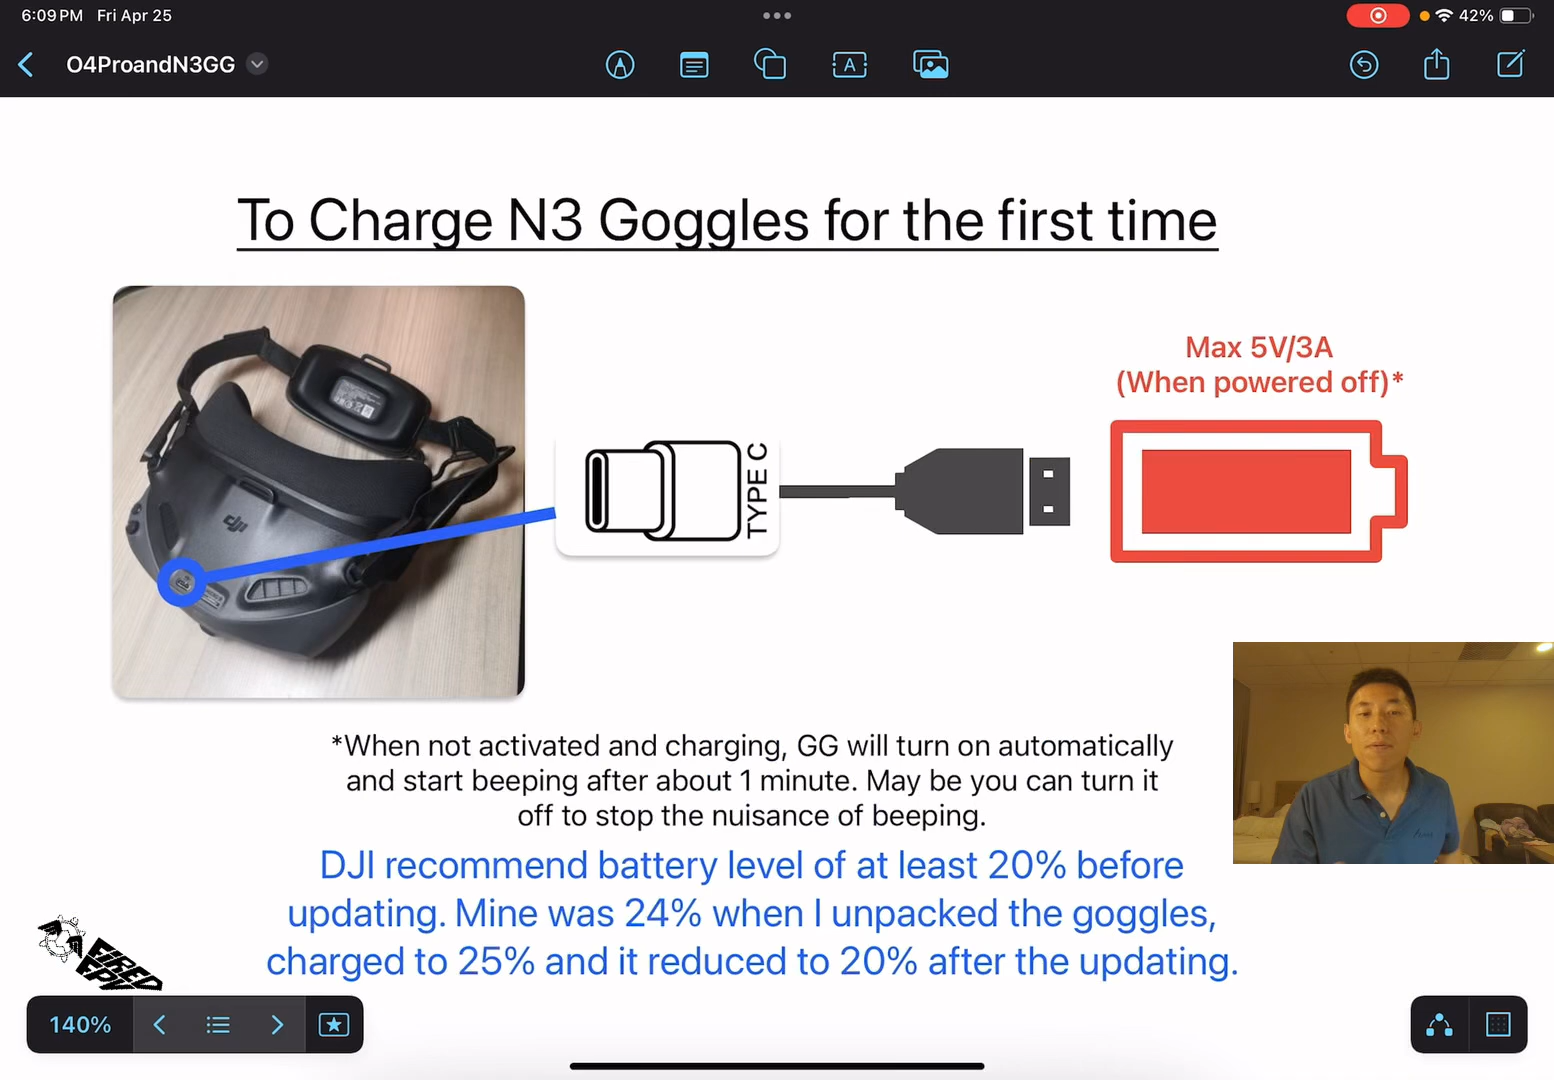 6:09 PM Fri Apr 25
42%
O4ProandN3GG
A
To Charge N3 Goggles for the first time
Max 5V/3A
(When powered off)*
TYPE C
dji
*When not activated and charging, GG will turn on automatically
and start beeping after about 1 minute. May be you can turn it
off to stop the nuisance of beeping.
DJI recommend battery level of at least 20% before
updating. Mine was 24% when I unpacked the goggles,
charged to 25% and it reduced to 20% after the updating.
FIRED
FPV
140%